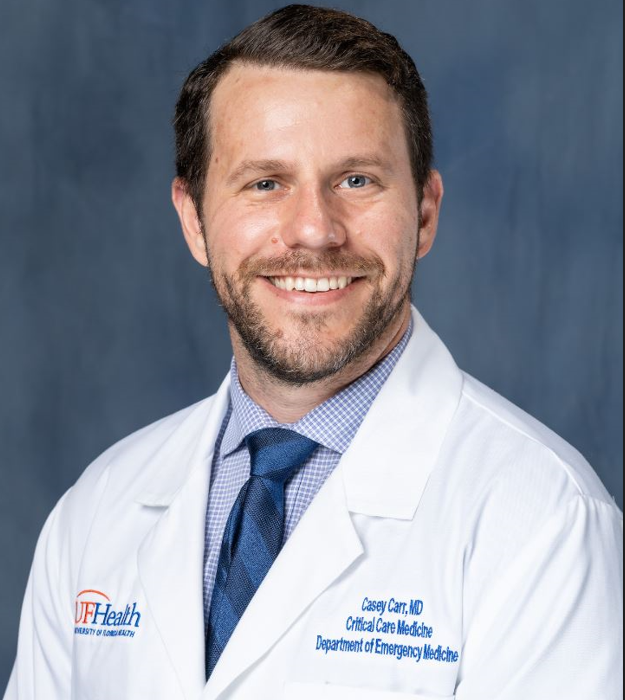 UFHealth
UNIVERSITY OF FLORIDA HEALTH
Casey Carr, MD
Critical Care Medicine
Department of Emergency Medicine